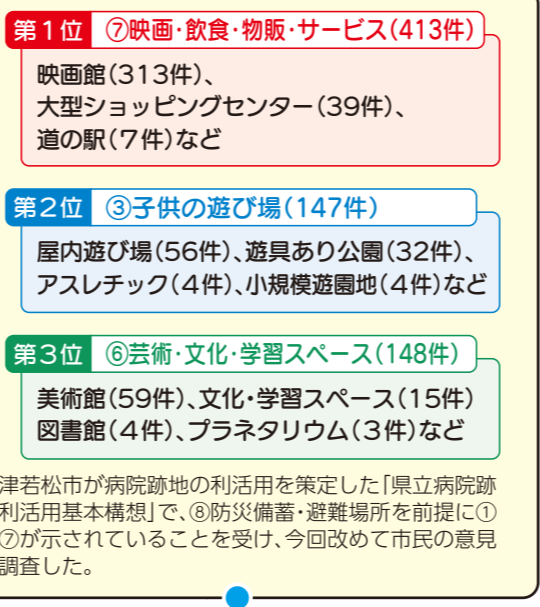 第1位 ⑦映画・飲食・物販・サービス(413件)
映画館(313件)、
大型ショッピングセンター(39件)、
道の駅(7件)など
第2位 ③子供の遊び場(147件)
屋内遊び場(56件)、遊具あり公園(32件)、
アスレチック(4件)、小規模遊園地(4件)など
第3位 ⑥芸術・文化・学習スペース(148件)
美術館(59件)、文化・学習スペース(15件)
図書館(4件)、プラネタリウム(3件)など
津若松市が病院跡地の利活用を策定した「県立病院跡
利活用基本構想」で、⑧防災備蓄・避難場所を前提に①
⑦が示されていることを受け、今回改めて市民の意見
調査した。